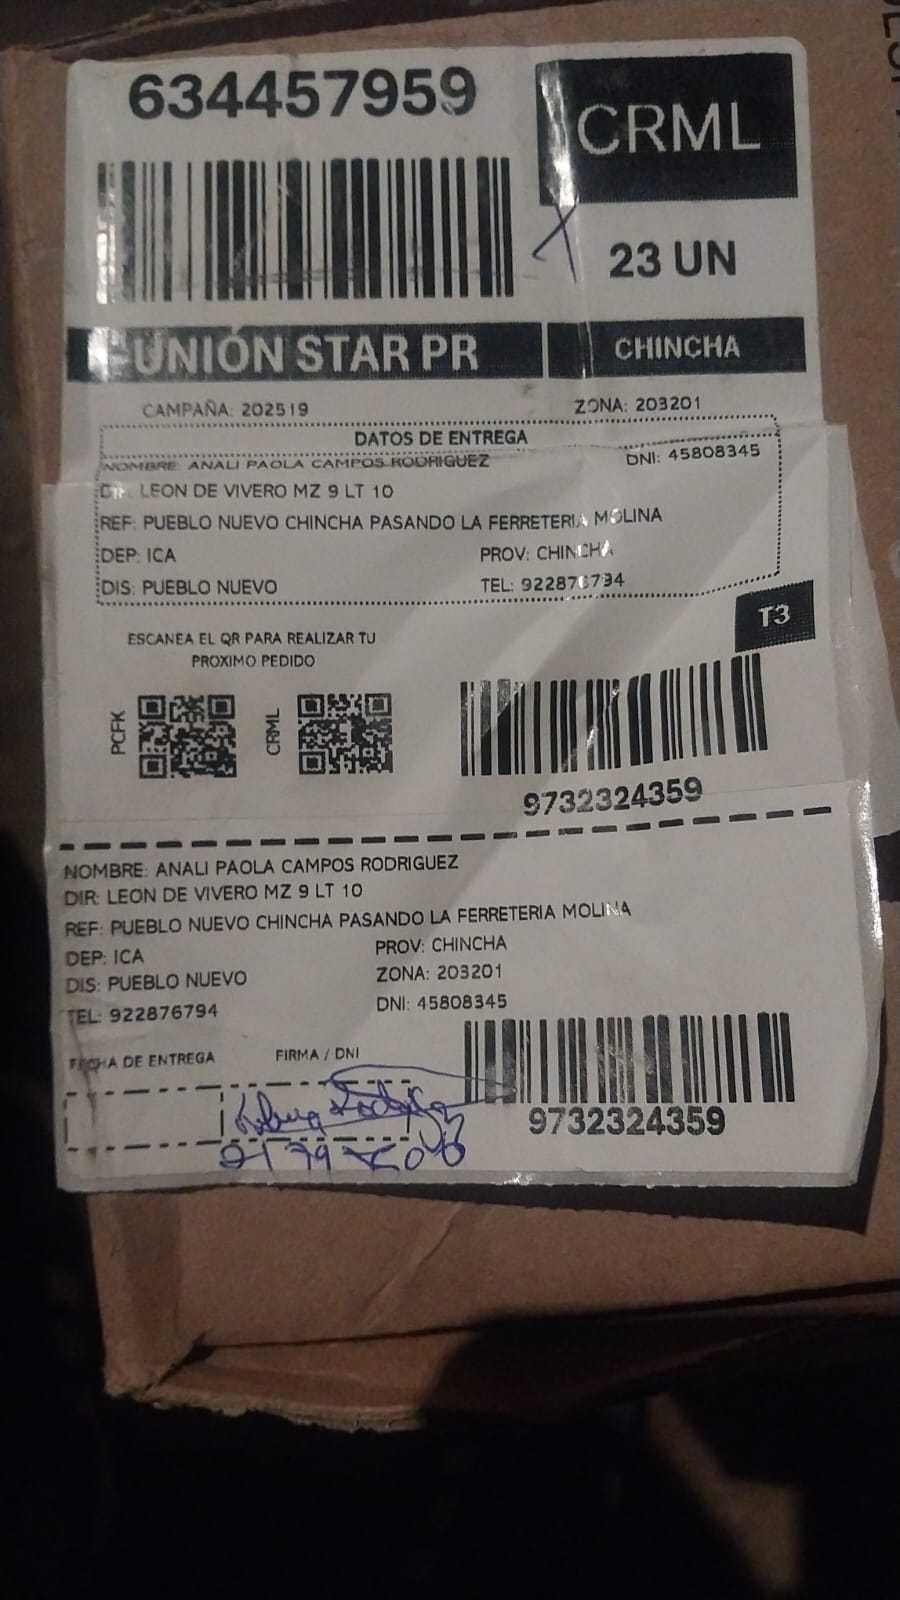 634457959
CRML
23 UN
UNIÓN STAR PR
CHINCHA
CAMPAÑA: 202519
ZONA: 203201
DATOS DE ENTREGA
NOMBRE: ANALI PAOLA CAMPOS RODRIGUEZ
DNI: 45808345
DIR: LEON DE VIVERO MZ 9 LT 10
REF: PUEBLO NUEVO CHINCHA PASANDO LA FERRETERIA MOLINA
DEP: ICA
PROV: CHINCHA
DIS: PUEBLO NUEVO
TEL: 922876794
T3
ESCANEA EL QR PARA REALIZAR TU
PROXIMO PEDIDO
PCFK
CRML
9732324359
NOMBRE: ANALI PAOLA CAMPOS RODRIGUEZ
DIR: LEON DE VIVERO MZ 9 LT 10
REF: PUEBLO NUEVO CHINCHA PASANDO LA FERRETERIA MOLINA
DEP: ICA
PROV: CHINCHA
DIS: PUEBLO NUEVO
ZONA: 203201
TEL: 922876794
DNI: 45808345
FECHA DE ENTREGA
FIRMA / DNI
9732324359